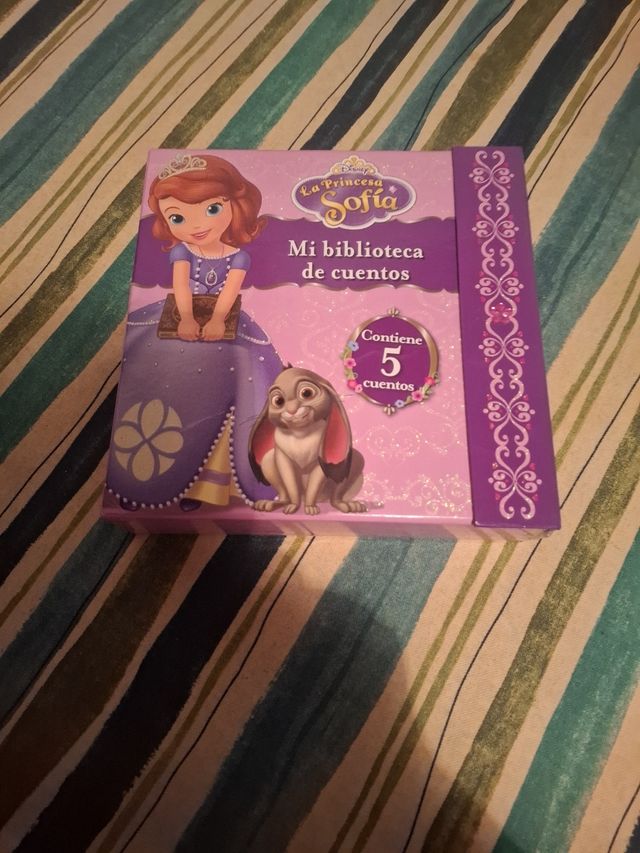 Disney
La Princesa
Sofía
Mi biblioteca
de cuentos
Contiene
5
cuentos